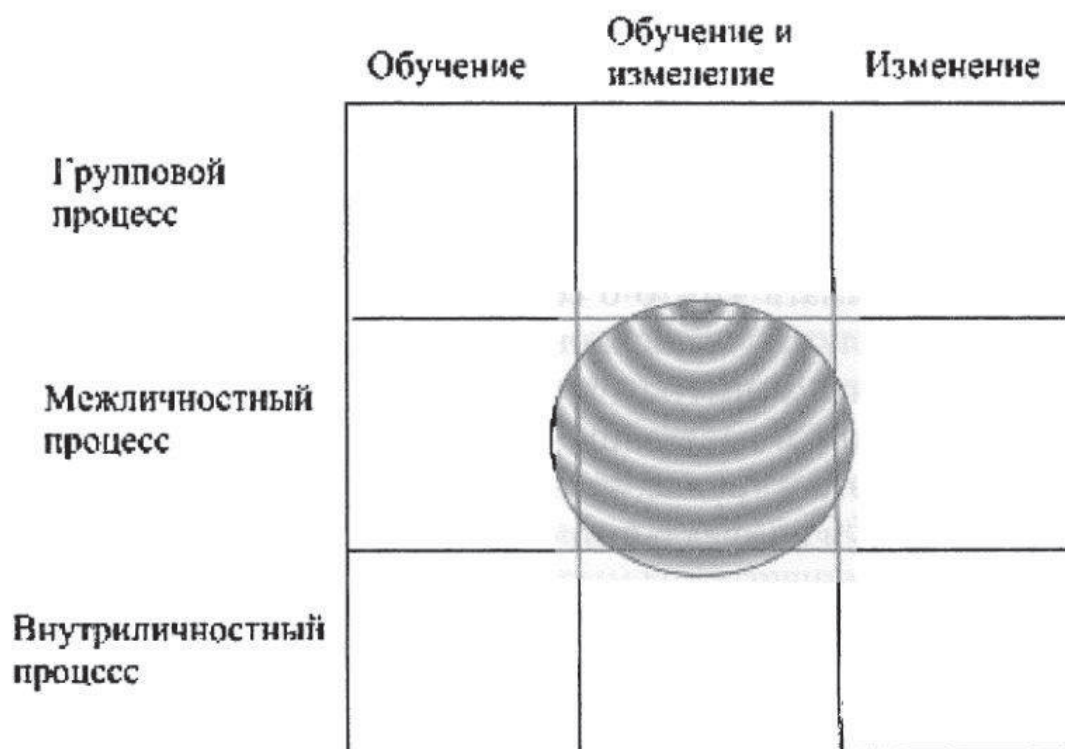 Обучение
Обучение и
изменение
Изменение
Групповой
процесс
Межличностный
процесс
Внутриличностный
процесс